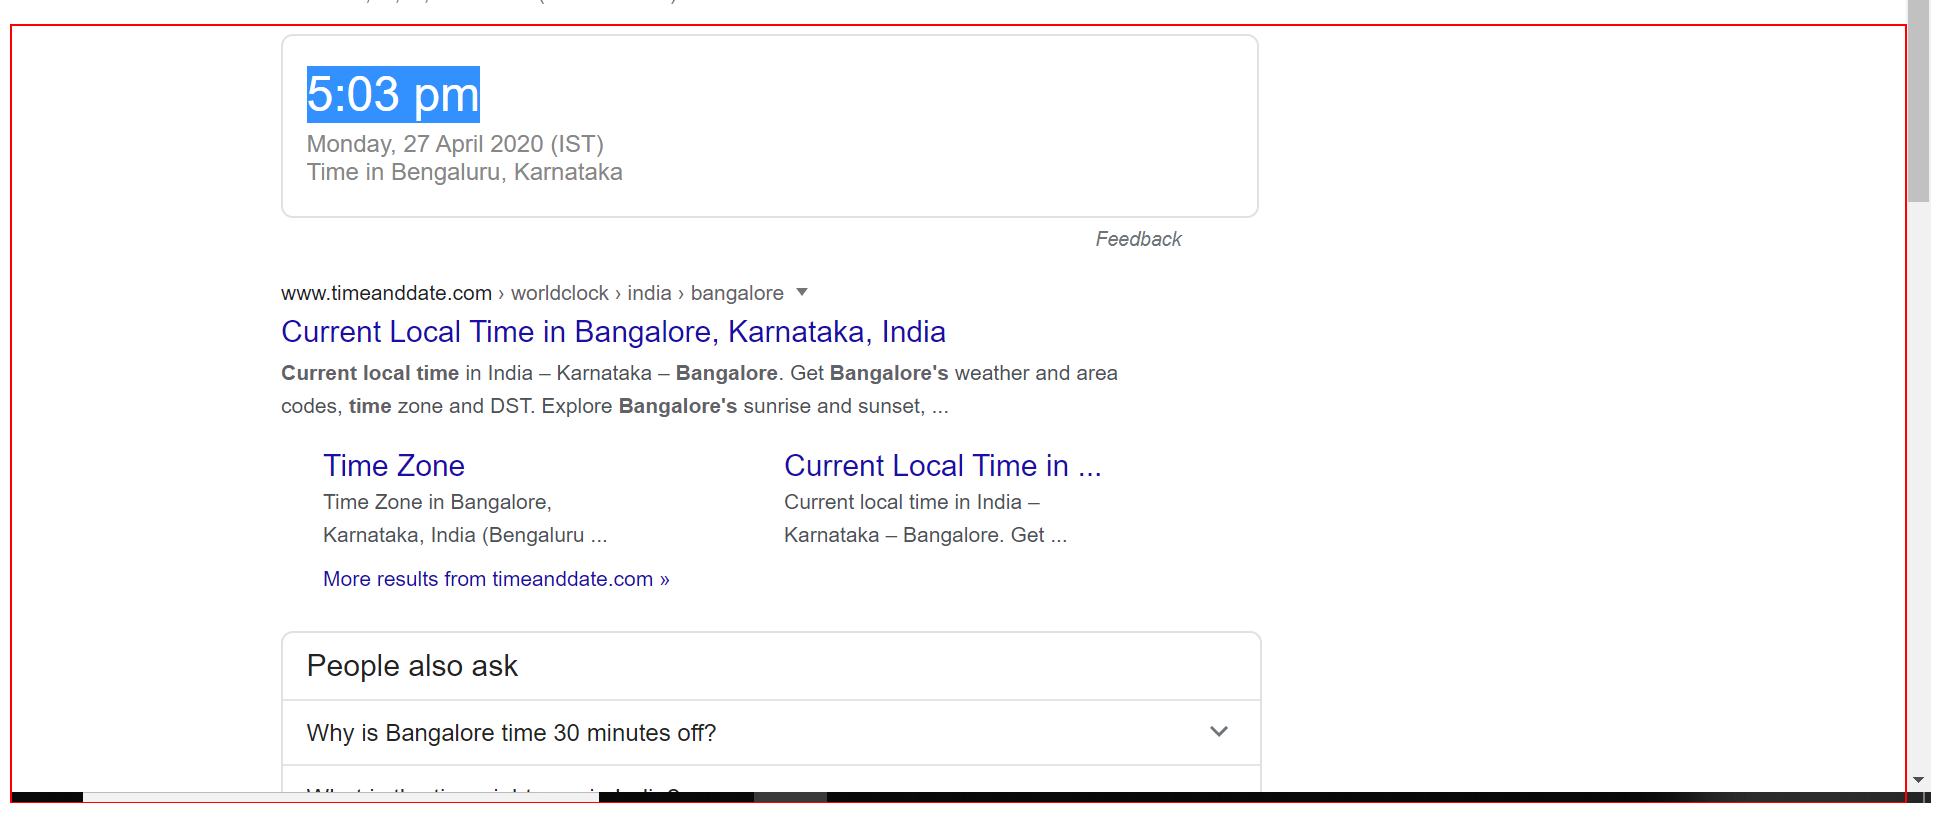 5:03 pm
Monday, 27 April 2020 (IST)
Time in Bengaluru, Karnataka
Feedback
www.timeanddate.com › worldclock › india › bangalore
Current Local Time in Bangalore, Karnataka, India
Current local time in India – Karnataka – Bangalore. Get Bangalore's weather and area
codes, time zone and DST. Explore Bangalore's sunrise and sunset, ...
Time Zone
Time Zone in Bangalore,
Karnataka, India (Bengaluru ...
Current Local Time in ...
Current local time in India –
Karnataka – Bangalore. Get ...
More results from timeanddate.com »
People also ask
Why is Bangalore time 30 minutes off?